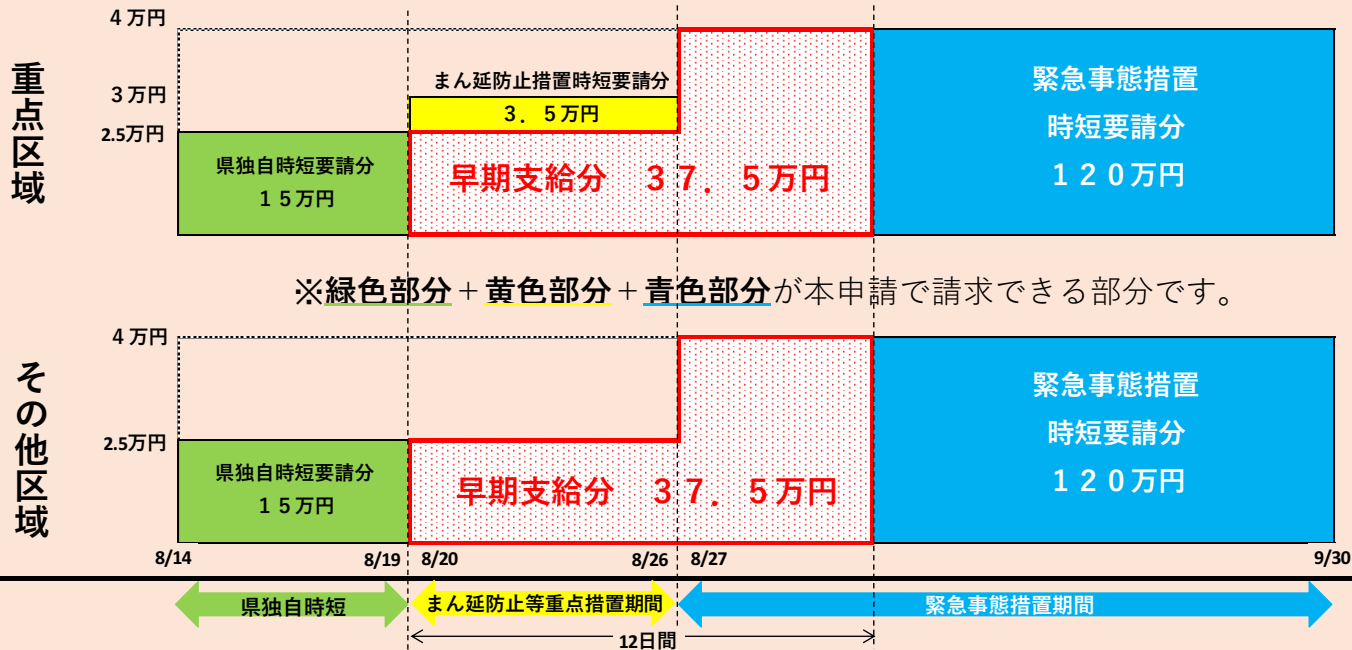 重点区域
4万円
3万円
2.5万円
まん延防止措置時短要請分
３．５万円
県独自時短要請分
１５万円
早期支給分　３７．５万円
緊急事態措置
時短要請分
１２０万円
※緑色部分＋黄色部分＋青色部分が本申請で請求できる部分です。
その他区域
4万円
2.5万円
県独自時短要請分
１５万円
早期支給分　３７．５万円
緊急事態措置
時短要請分
１２０万円
8/14
8/19
8/20
8/26
8/27
9/30
県独自時短
まん延防止等重点措置期間
緊急事態措置期間
12日間